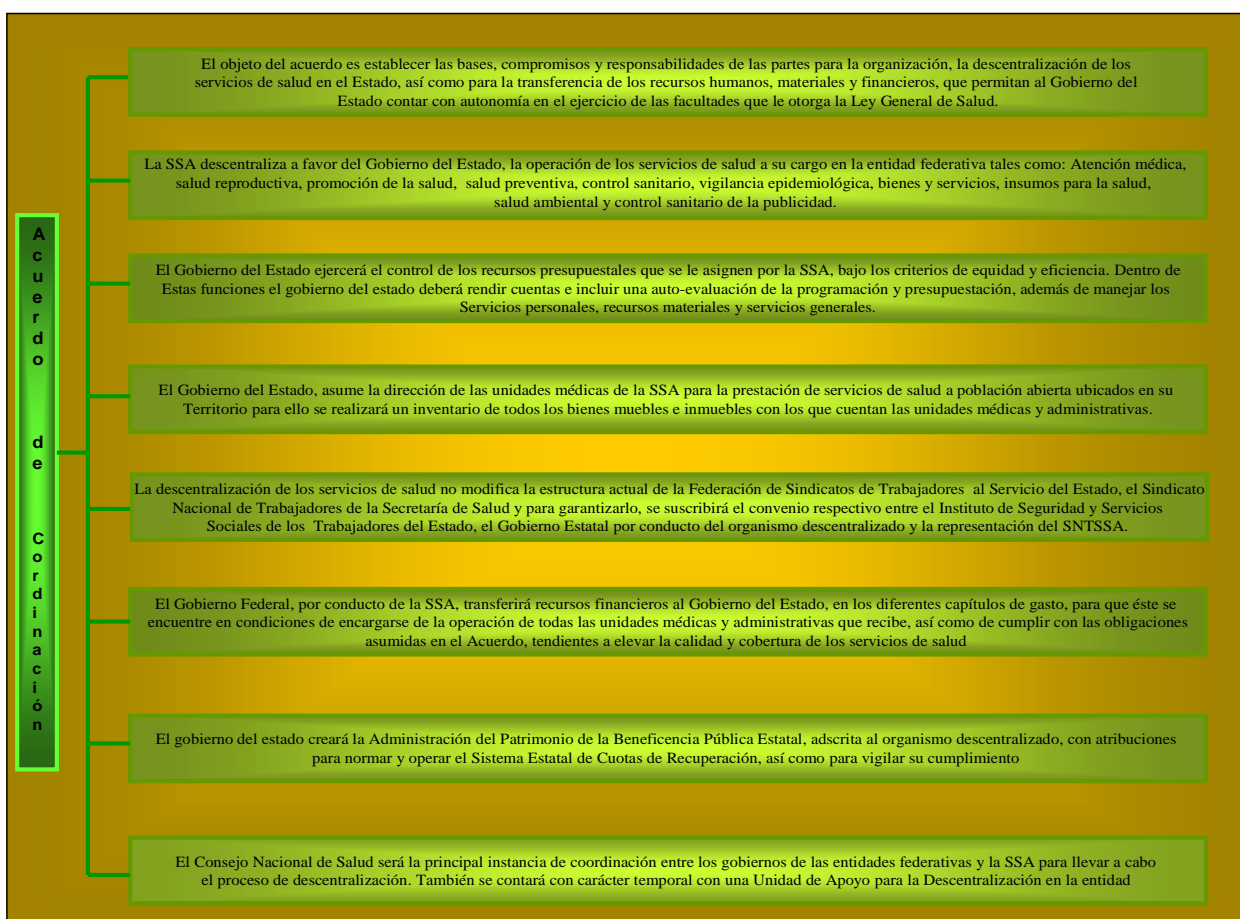 Acuerdo de Cordinación
El objeto del acuerdo es establecer las bases, compromisos y responsabilidades de las partes para la organización, la descentralización de los
servicios de salud en el Estado, así como para la transferencia de los recursos humanos, materiales y financieros, que permitan al Gobierno del
Estado contar con autonomía en el ejercicio de las facultades que le otorga la Ley General de Salud.
La SSA descentraliza a favor del Gobierno del Estado, la operación de los servicios de salud a su cargo en la entidad federativa tales como: Atención médica,
salud reproductiva, promoción de la salud, salud preventiva, control sanitario, vigilancia epidemiológica, bienes y servicios, insumos para la salud,
salud ambiental y control sanitario de la publicidad.
El Gobierno del Estado ejercerá el control de los recursos presupuestales que se le asignen por la SSA, bajo los criterios de equidad y eficiencia. Dentro de
Estas funciones el gobierno del estado deberá rendir cuentas e incluir una auto-evaluación de la programación y presupuestación, además de manejar los
Servicios personales, recursos materiales y servicios generales.
El Gobierno del Estado, asume la dirección de las unidades médicas de la SSA para la prestación de servicios de salud a población abierta ubicados en su
Territorio para ello se realizará un inventario de todos los bienes muebles e inmuebles con los que cuentan las unidades médicas y administrativas.
La descentralización de los servicios de salud no modifica la estructura actual de la Federación de Sindicatos de Trabajadores al Servicio del Estado, el Sindicato
Nacional de Trabajadores de la Secretaría de Salud y para garantizarlo, se suscribirá el convenio respectivo entre el Instituto de Seguridad y Servicios
Sociales de los Trabajadores del Estado, el Gobierno Estatal por conducto del organismo descentralizado y la representación del SNTSSA.
El Gobierno Federal, por conducto de la SSA, transferirá recursos financieros al Gobierno del Estado, en los diferentes capítulos de gasto, para que éste se
encuentre en condiciones de encargarse de la operación de todas las unidades médicas y administrativas que recibe, así como de cumplir con las obligaciones
asumidas en el Acuerdo, tendientes a elevar la calidad y cobertura de los servicios de salud
El gobierno del estado creará la Administración del Patrimonio de la Beneficencia Pública Estatal, adscrita al organismo descentralizado, con atribuciones
para normar y operar el Sistema Estatal de Cuotas de Recuperación, así como para vigilar su cumplimiento
El Consejo Nacional de Salud será la principal instancia de coordinación entre los gobiernos de las entidades federativas y la SSA para llevar a cabo
el proceso de descentralización. También se contará con carácter temporal con una Unidad de Apoyo para la Descentralización en la entidad